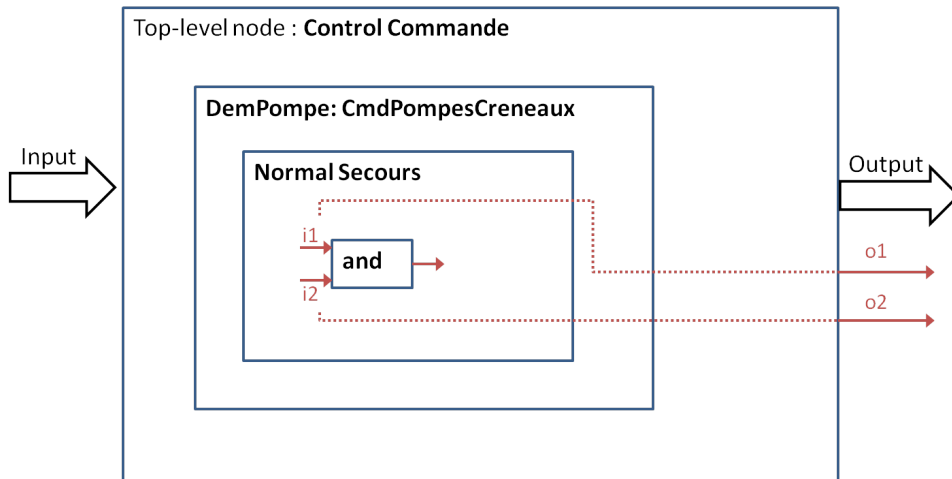 Top-level node : Control Commande
DemPompe: CmdPompesCreneaux
Input
Output
Normal Secours
i1
and
i2
o1
o2